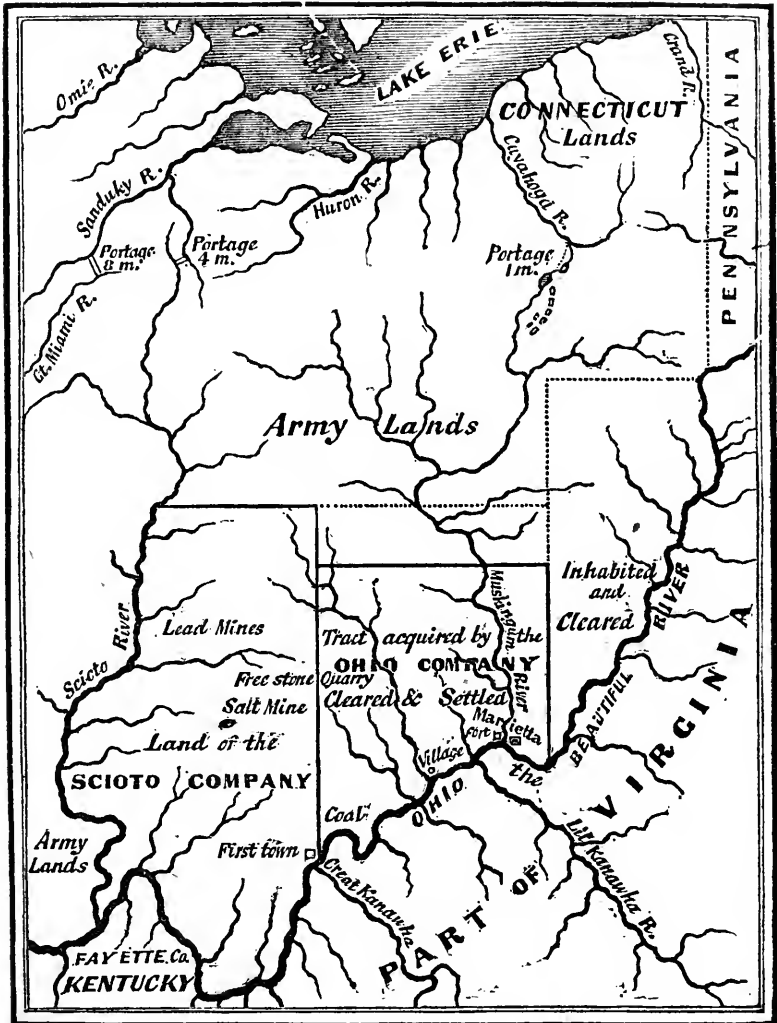 Omie R.
LAKE ERIE
Grand R.
PENNSYLVANIA
CONNECTICUT
Lands
Cuyahoga R.
Sanduky R.
Huron R.
Portage
8 m.
Portage
4 m.
Portage
1 m.
Gt. Miami R.
Army Lands
Inhabited
and
Cleared
Muskingum
River
Scioto
River
Lead Mines
Tract acquired by the
OHIO COMPANY
Cleared & Settled
Free stone Quarry
Salt Mine
Marietta
Fort
Village
Land of the
SCIOTO COMPANY
OHIO
the
BEAUTIFUL
RIVER
Coal
Army
Lands
First town
Great Kanawha
Litl Kanawha R.
PART OF
VIRGINIA
FAYETTE Co.
KENTUCKY